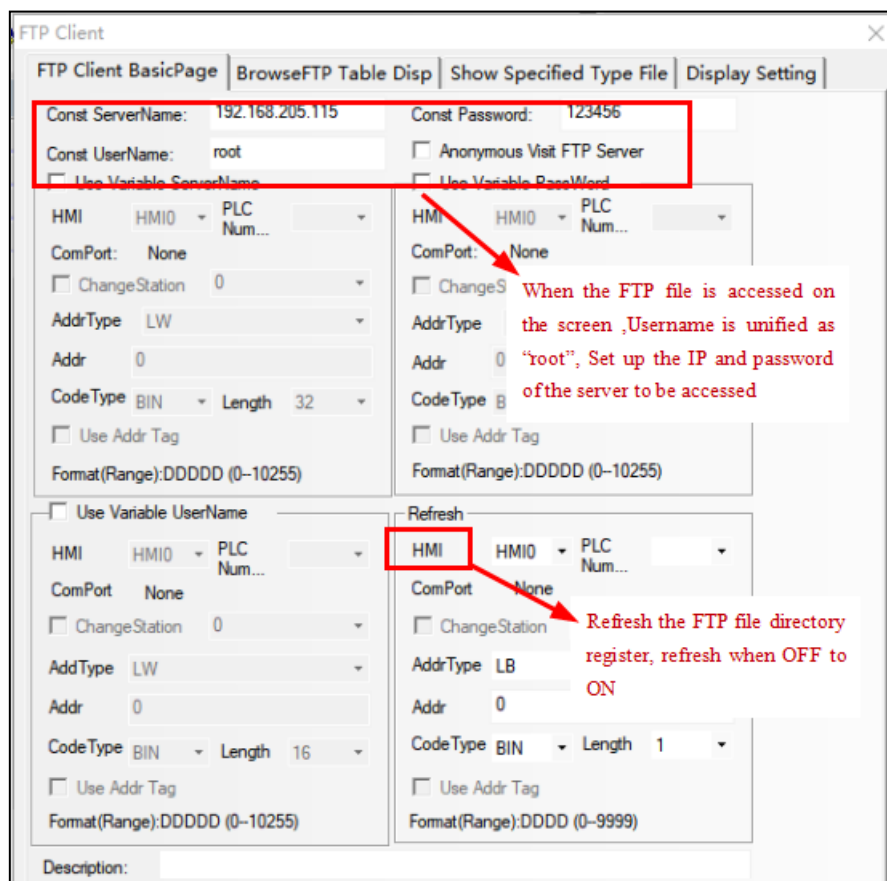 FTP Client
FTP Client BasicPage BrowseFTP Table Disp Show Specified Type File Display Setting
Const ServerName: 192.168.205.115 Const Password: 123456
Const UserName: root Anonymous Visit FTP Server
Use Variable ServerName Use Variable PassWord
HMI HMI0 PLC Num... HMI HMI0 PLC Num...
ComPort: None ComPort: None
ChangeStation 0 ChangeS
AddrType LW AddrType
Addr 0 Addr 0
CodeType BIN Length 32 CodeType B
Use Addr Tag Use Addr Tag
Format(Range):DDDDD (0--10255) Format(Range):DDDDD (0--10255)
When the FTP file is accessed on
the screen ,Username is unified as
“root”, Set up the IP and password
of the server to be accessed
Use Variable UserName Refresh
HMI HMI0 PLC Num... HMI HMI0 PLC Num...
ComPort None ComPort None
ChangeStation 0 ChangeStation
AddType LW AddrType LB
Addr 0 Addr 0
CodeType BIN Length 16 CodeType BIN Length 1
Use Addr Tag Use Addr Tag
Format(Range):DDDDD (0--10255) Format(Range):DDDD (0--9999)
Refresh the FTP file directory
register, refresh when OFF to
ON
Description: